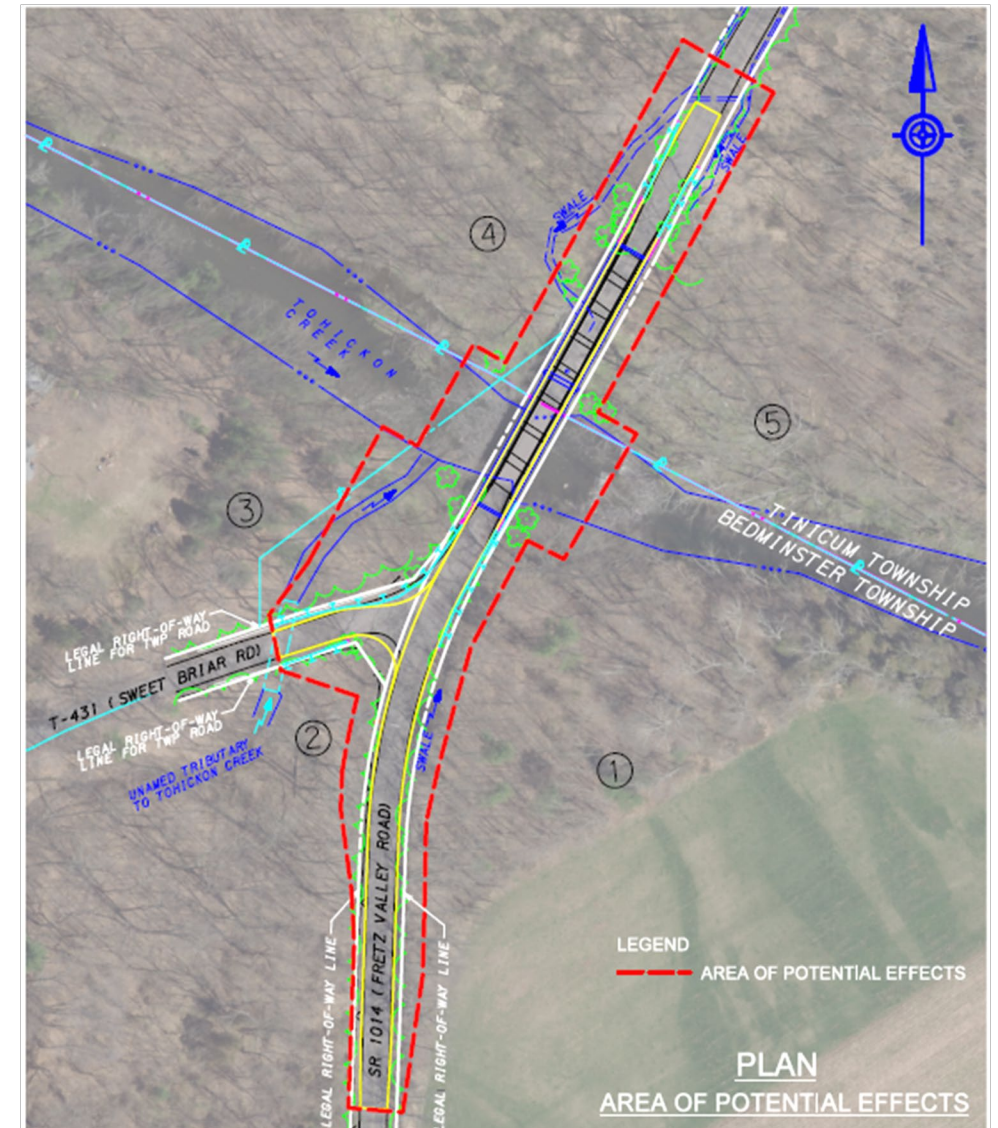 SWALE
SWALE
④
TOHICKON
CREEK
⑤
TINICUM TOWNSHIP
BEDMINSTER TOWNSHIP
③
LEGAL RIGHT-OF-WAY
LINE FOR TWP ROAD
T-431 (SWEET BRIAR RD)
LEGAL RIGHT-OF-WAY
LINE FOR TWP ROAD
UNAMED TRIBUTARY
TO TOHICKON CREEK
②
SWALE
①
SR 1014 (FRETZ VALLEY ROAD)
LEGAL RIGHT-OF-WAY LINE
LEGAL RIGHT-OF-WAY LINE
LEGEND
AREA OF POTENTIAL EFFECTS
PLAN
AREA OF POTENTIAL EFFECTS